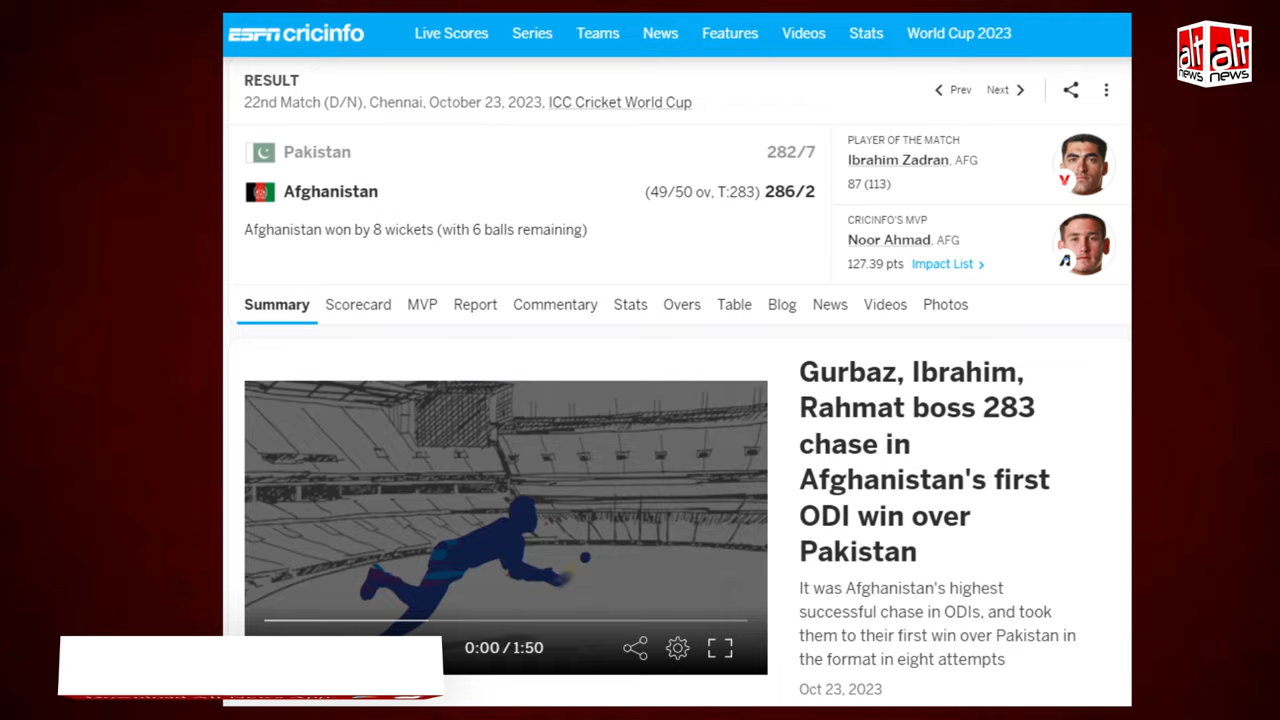 ESPN cricinfo
Live Scores Series Teams News Features Videos Stats World Cup 2023
alt news alt news
RESULT
22nd Match (D/N), Chennai, October 23, 2023, ICC Cricket World Cup
Prev Next
Pakistan 282/7
Afghanistan (49/50 ov, T:283) 286/2
Afghanistan won by 8 wickets (with 6 balls remaining)
PLAYER OF THE MATCH
Ibrahim Zadran, AFG
87 (113)
CRICINFO'S MVP
Noor Ahmad, AFG
127.39 pts Impact List
Summary Scorecard MVP Report Commentary Stats Overs Table Blog News Videos Photos
Gurbaz, Ibrahim,
Rahmat boss 283
chase in
Afghanistan's first
ODI win over
Pakistan
It was Afghanistan's highest
successful chase in ODIs, and took
them to their first win over Pakistan in
the format in eight attempts
Oct 23, 2023
0:00 / 1:50